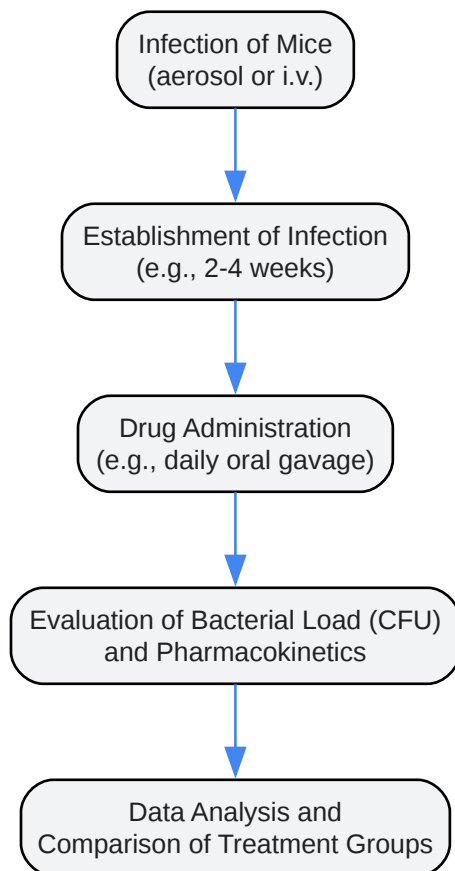 Infection of Mice
(aerosol or i.v.)
Establishment of Infection
(e.g., 2-4 weeks)
Drug Administration
(e.g., daily oral gavage)
Evaluation of Bacterial Load (CFU)
and Pharmacokinetics
Data Analysis and
Comparison of Treatment Groups